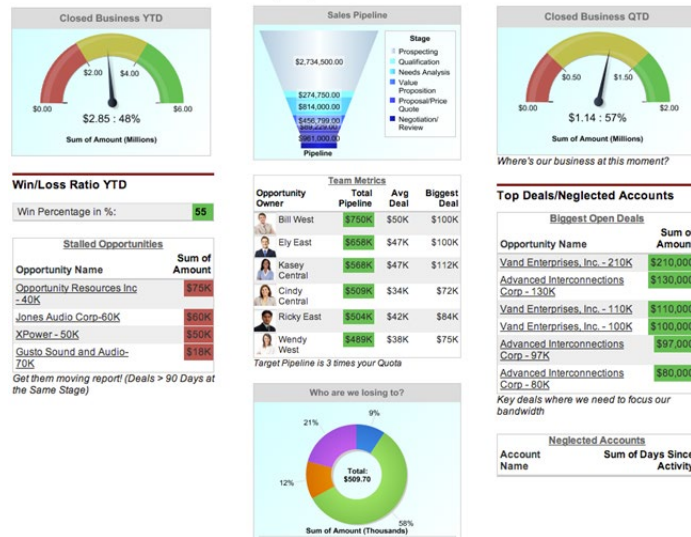 Closed Business YTD
$0.00
$2.00
$4.00
$6.00
$2.85 : 48%
Sum of Amount (Millions)
Win/Loss Ratio YTD
Win Percentage in %: 55
Stalled Opportunities
Opportunity Name Sum of Amount
Opportunity Resources Inc - 40K $75K
Jones Audio Corp-60K $60K
XPower - 50K $50K
Gusto Sound and Audio- 70K $18K
Get them moving report! (Deals > 90 Days at
the Same Stage)
Sales Pipeline
$2,734,500.00
$274,750.00
$814,000.00
$456,799.00
$89,229.00
$961,000.00
Pipeline
Stage
Prospecting
Qualification
Needs Analysis
Value
Proposition
Proposal/Price
Quote
Negotiation/
Review
Team Metrics
Opportunity Owner Total Pipeline Avg Deal Biggest Deal
Bill West $750K $50K $100K
Ely East $658K $47K $100K
Kasey Central $568K $47K $112K
Cindy Central $509K $34K $72K
Ricky East $504K $42K $84K
Wendy West $489K $38K $75K
Target Pipeline is 3 times your Quota
Who are we losing to?
9%
21%
12%
58%
Total:
$509.70
Sum of Amount (Thousands)
Closed Business QTD
$0.00
$0.50
$1.50
$2.00
$1.14 : 57%
Sum of Amount (Millions)
Where's our business at this moment?
Top Deals/Neglected Accounts
Biggest Open Deals
Opportunity Name Sum of Amount
Vand Enterprises, Inc. - 210K $210,000
Advanced Interconnections Corp - 130K $130,000
Vand Enterprises, Inc. - 110K $110,000
Vand Enterprises, Inc. - 100K $100,000
Advanced Interconnections Corp - 97K $97,000
Advanced Interconnections Corp - 80K $80,000
Key deals where we need to focus our
bandwidth
Neglected Accounts
Account Name Sum of Days Since Activity